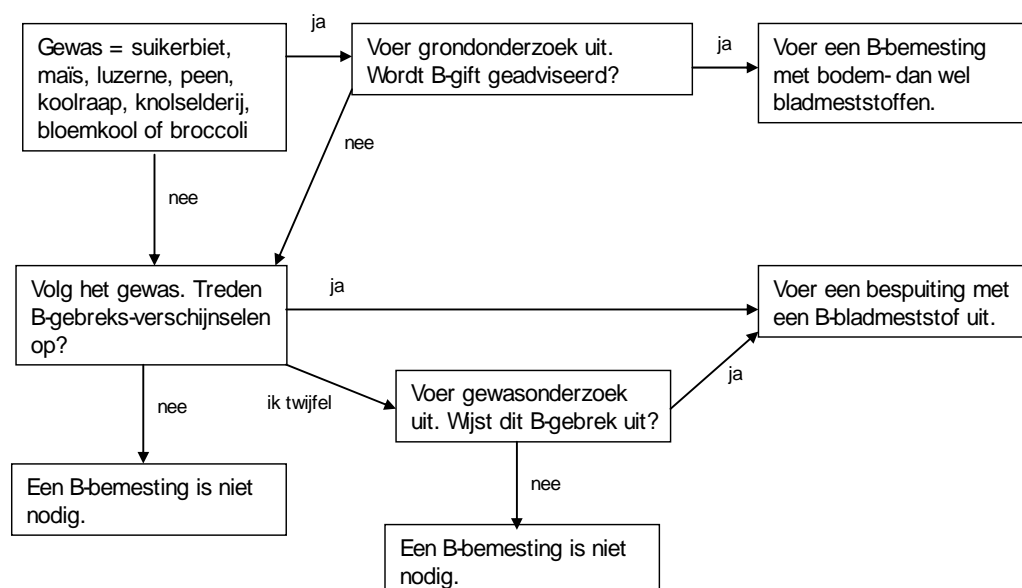 Gewas = suikerbiet,
maïs, luzerne, peen,
koolraap, knolselderij,
bloemkool of broccoli
ja
Voer grondonderzoek uit.
Wordt B-gift geadviseerd?
ja
Voer een B-bemesting
met bodem- dan wel
bladmeststoffen.
nee
nee
Volg het gewas. Treden
B-gebreks-verschijnselen
op?
ja
Voer een bespuiting met
een B-bladmeststof uit.
nee
ik twijfel
Voer gewasonderzoek
uit. Wijst dit B-gebrek uit?
ja
Een B-bemesting is niet
nodig.
nee
Een B-bemesting is niet
nodig.